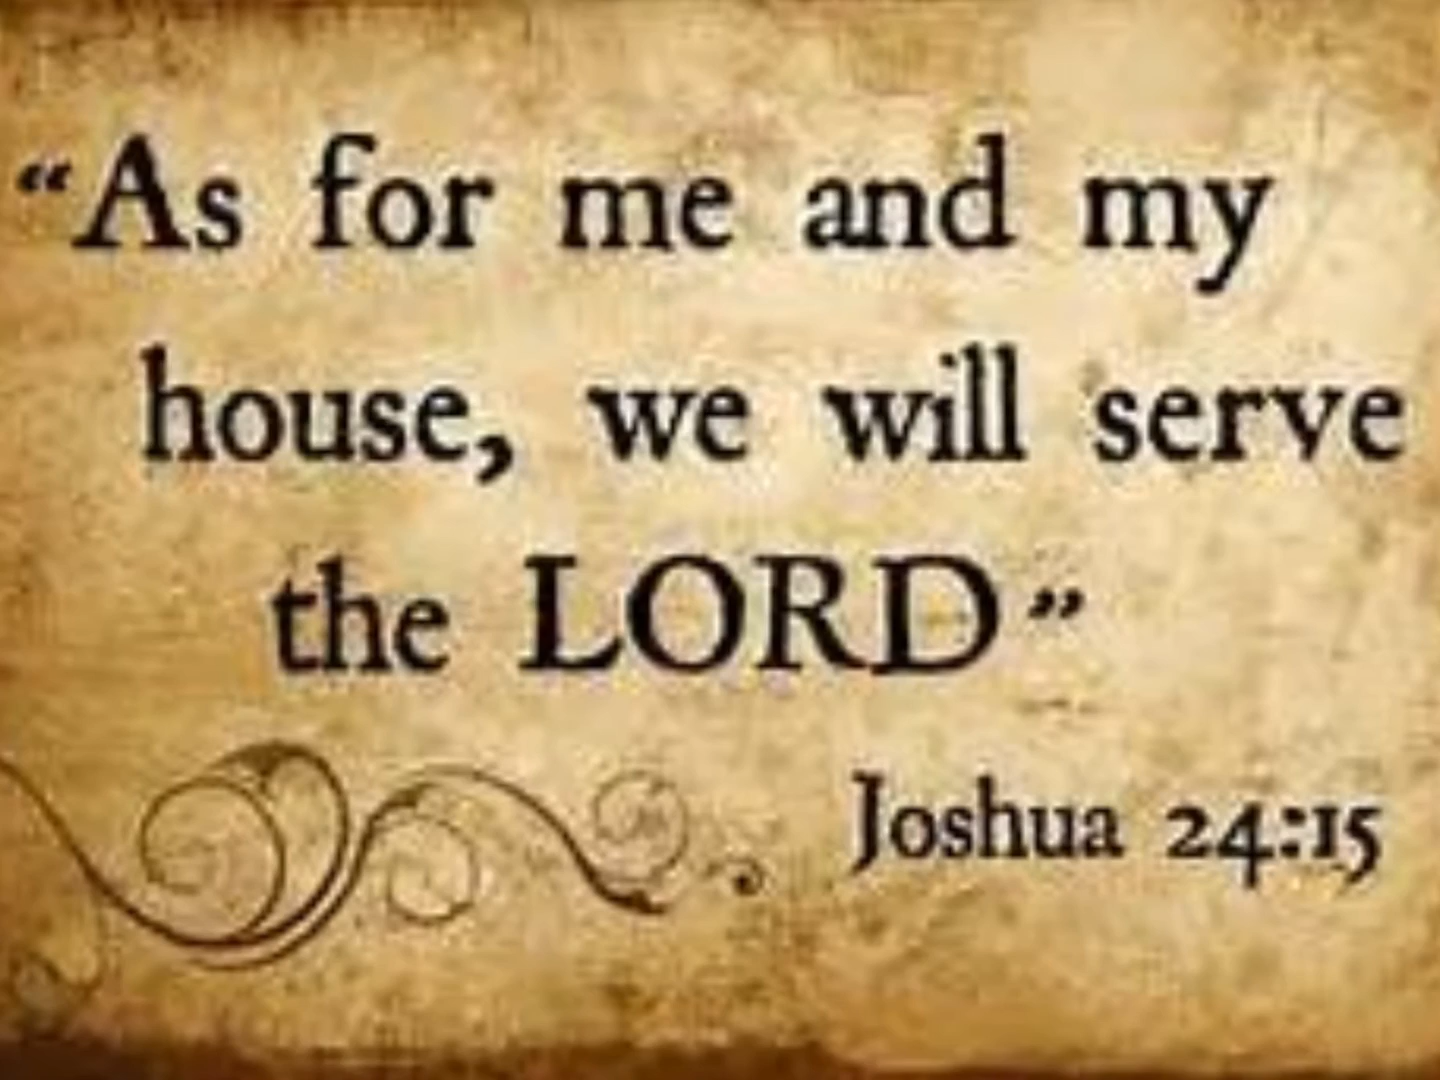 “As for me and my
house, we will serve
the LORD”
Joshua 24:15